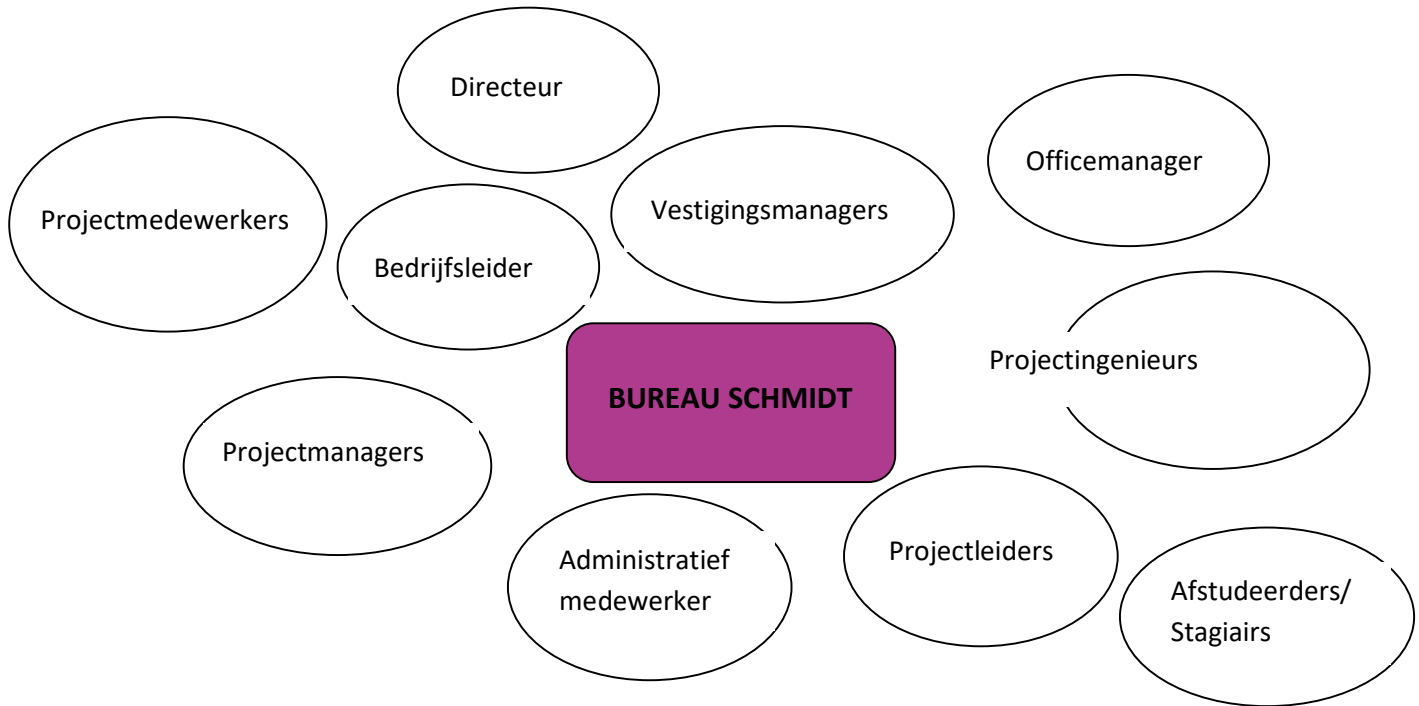 Directeur
Officemanager
Vestigingsmanagers
Projectmedewerkers
Bedrijfsleider
Projectingenieurs
BUREAU SCHMIDT
Projectmanagers
Projectleiders
Administratief
medewerker
Afstudeerders/
Stagiairs